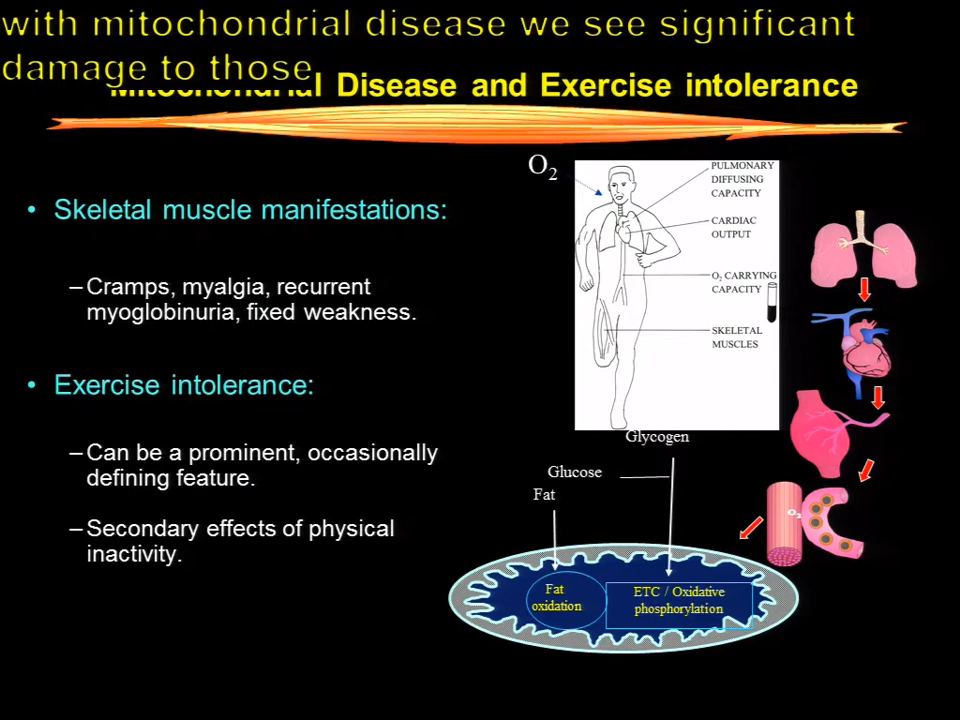 with mitochondrial disease we see significant
damage to those
Mitochondrial Disease and Exercise intolerance
• Skeletal muscle manifestations:
– Cramps, myalgia, recurrent
myoglobinuria, fixed weakness.
• Exercise intolerance:
– Can be a prominent, occasionally
defining feature.
– Secondary effects of physical
inactivity.
O2
PULMONARY
DIFFUSING
CAPACITY
CARDIAC
OUTPUT
O2 CARRYING
CAPACITY
SKELETAL
MUSCLES
Glycogen
Glucose
Fat
O2
Fat
oxidation
ETC / Oxidative
phosphorylation